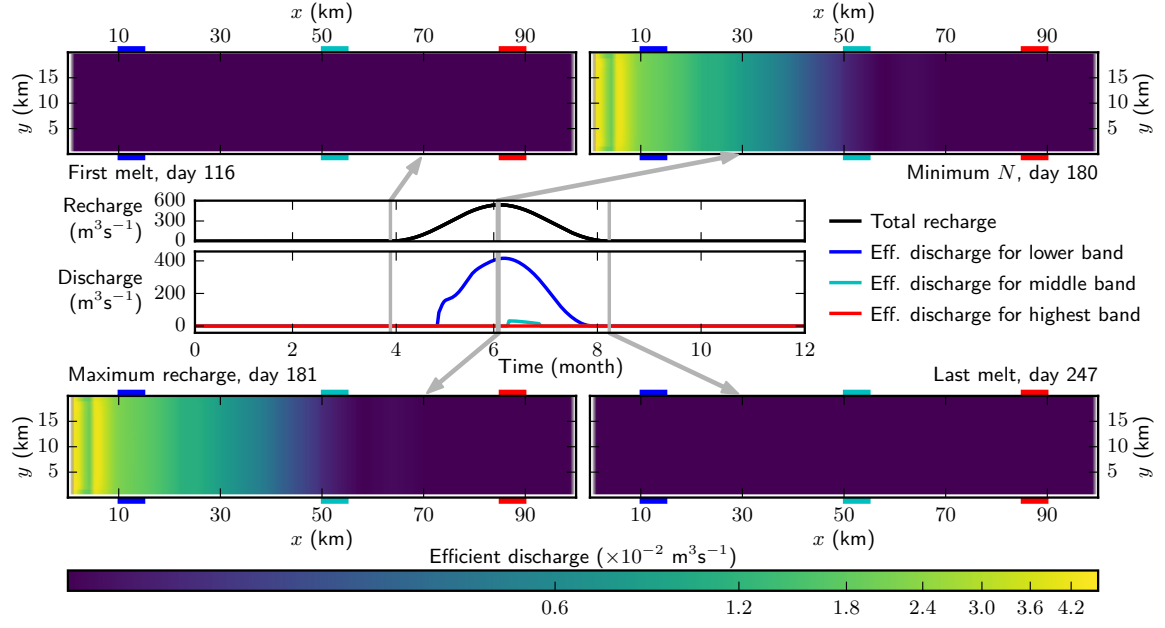 x (km) x (km)
10 30 50 70 90 10 30 50 70 90
y (km) 15 10 5 15 10 5 y (km)
First melt, day 116 Minimum N, day 180
Recharge (m³s⁻¹) 600 300 0
Discharge (m³s⁻¹) 400 200 0
Total recharge
Eff. discharge for lower band
Eff. discharge for middle band
Eff. discharge for highest band
0 2 4 6 8 10 12
Time (month)
Maximum recharge, day 181 Last melt, day 247
y (km) 15 10 5 15 10 5 y (km)
10 30 50 70 90 10 30 50 70 90
x (km) x (km)
Efficient discharge (×10⁻² m³s⁻¹)
0.6 1.2 1.8 2.4 3.0 3.6 4.2